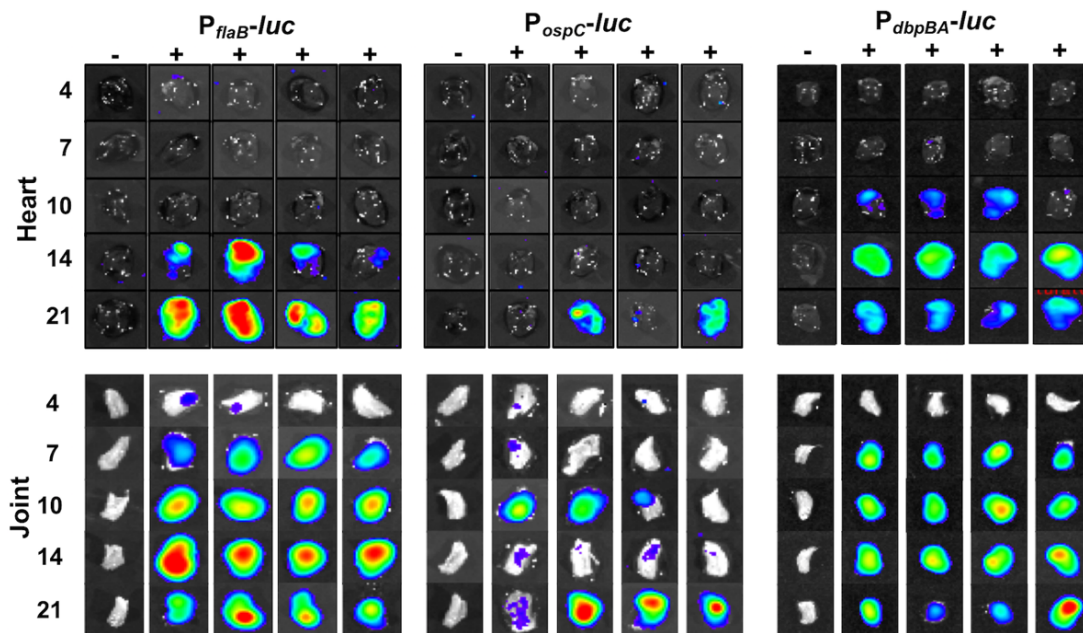 PflaB-luc PospC-luc PdbpBA-luc
- + + + + - + + + + - + + + +
Heart
4
7
10
14
21
Joint
4
7
10
14
21